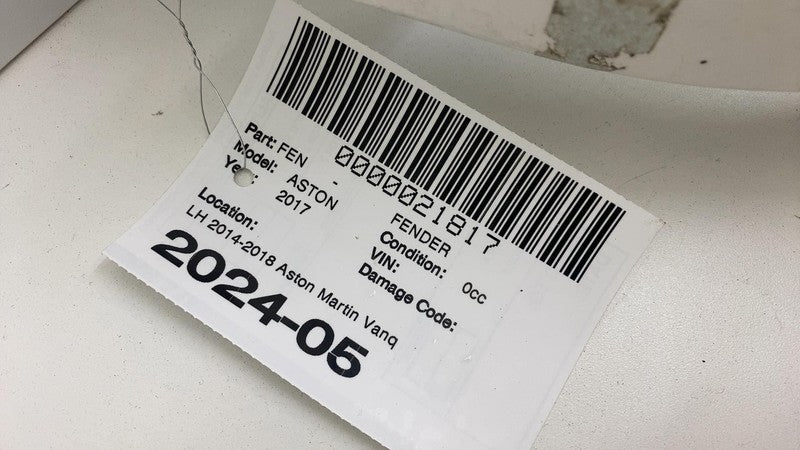 0000021817
Part: FEN - FENDER
Model: ASTON Condition: 0cc
Year: 2017 VIN:
Damage Code:
Location:
LH 2014-2018 Aston Martin Vanq
2024-05